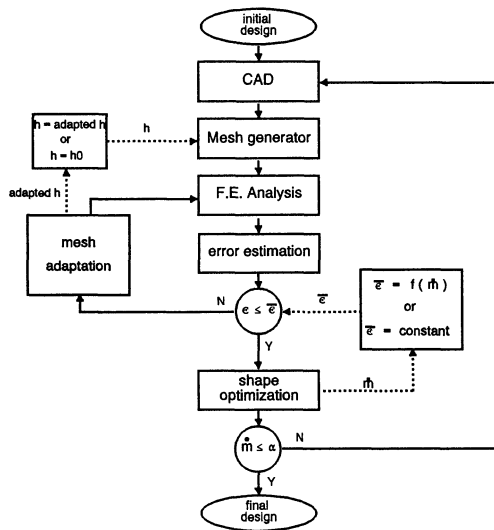 initial
design
CAD
h = adapted h
or
h = h0
h
Mesh generator
adapted h
F.E. Analysis
mesh
adaptation
error estimation
N
e ≤ e̅
e̅
e̅ = f ( ṁ )
or
e̅ = constant
Y
shape
optimization
ṁ
ṁ ≤ α
N
Y
final
design